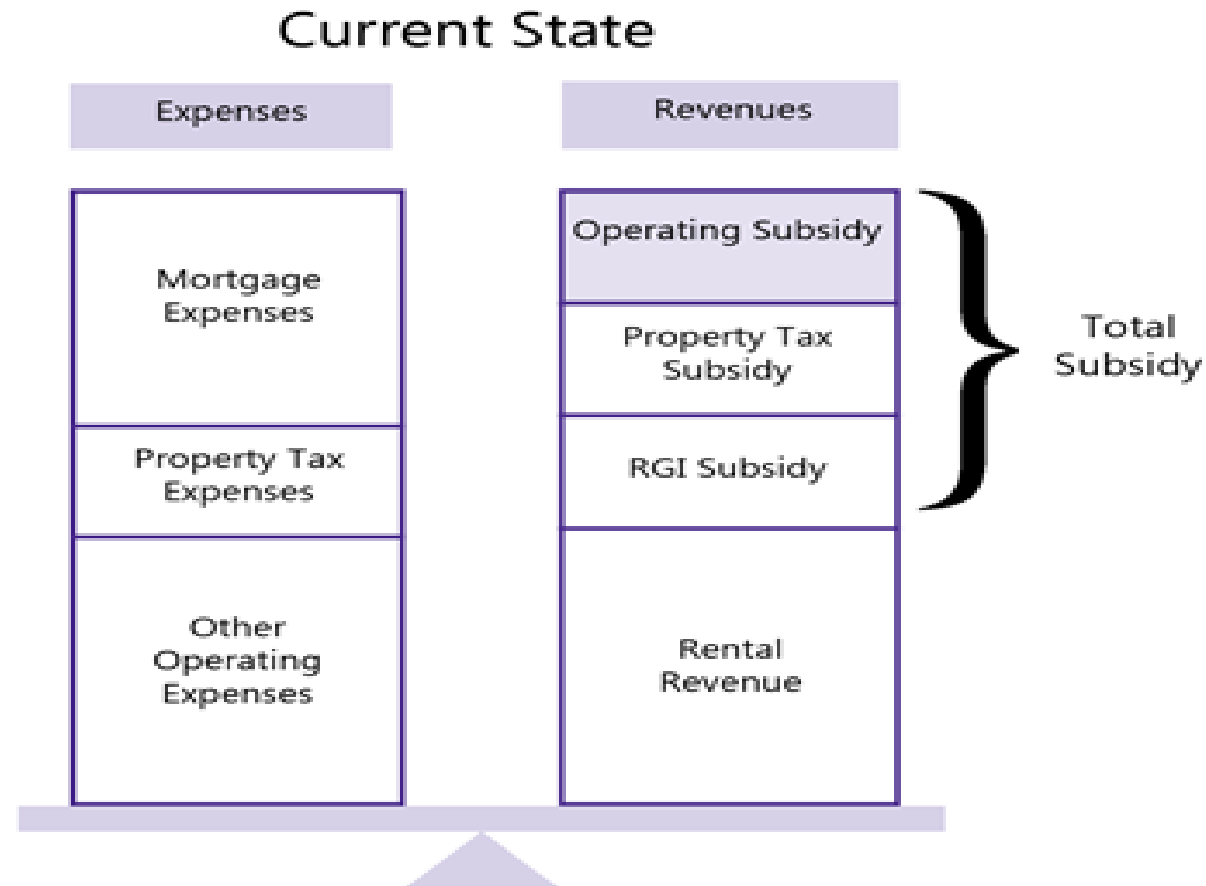 Current State
Expenses
Revenues
Mortgage
Expenses
Property Tax
Expenses
Other
Operating
Expenses
Operating Subsidy
Property Tax
Subsidy
RGI Subsidy
Rental
Revenue
Total
Subsidy